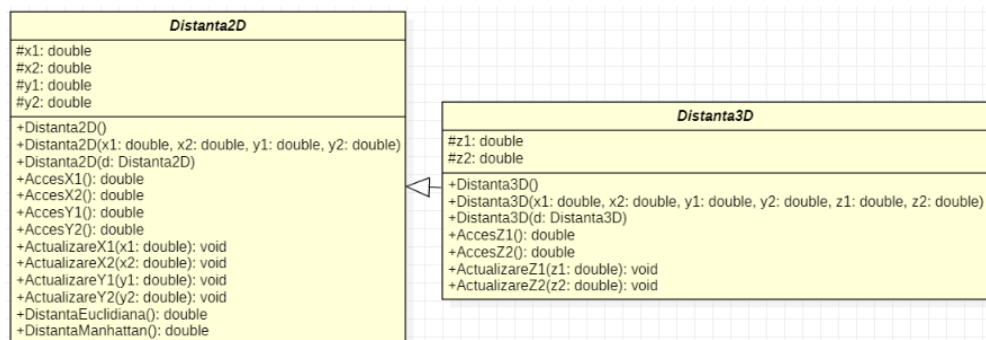 Distanta2D
#x1: double
#x2: double
#y1: double
#y2: double
+Distanta2D()
+Distanta2D(x1: double, x2: double, y1: double, y2: double)
+Distanta2D(d: Distanta2D)
+AccesX1(): double
+AccesX2(): double
+AccesY1(): double
+AccesY2(): double
+ActualizareX1(x1: double): void
+ActualizareX2(x2: double): void
+ActualizareY1(y1: double): void
+ActualizareY2(y2: double): void
+DistantaEuclidiana(): double
+DistantaManhattan(): double
Distanta3D
#z1: double
#z2: double
+Distanta3D()
+Distanta3D(x1: double, x2: double, y1: double, y2: double, z1: double, z2: double)
+Distanta3D(d: Distanta3D)
+AccesZ1(): double
+AccesZ2(): double
+ActualizareZ1(z1: double): void
+ActualizareZ2(z2: double): void